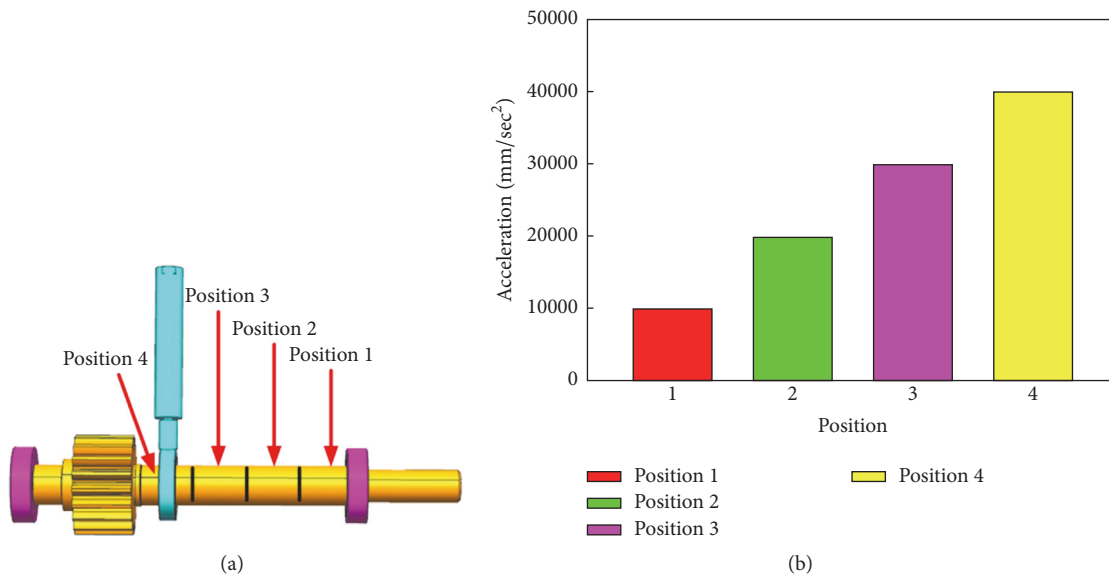 Position 3
Position 2
Position 4
Position 1
(a)
50000
40000
30000
20000
10000
0
Acceleration (mm/sec²)
1 2 3 4
Position
Position 1
Position 4
Position 2
Position 3
(b)